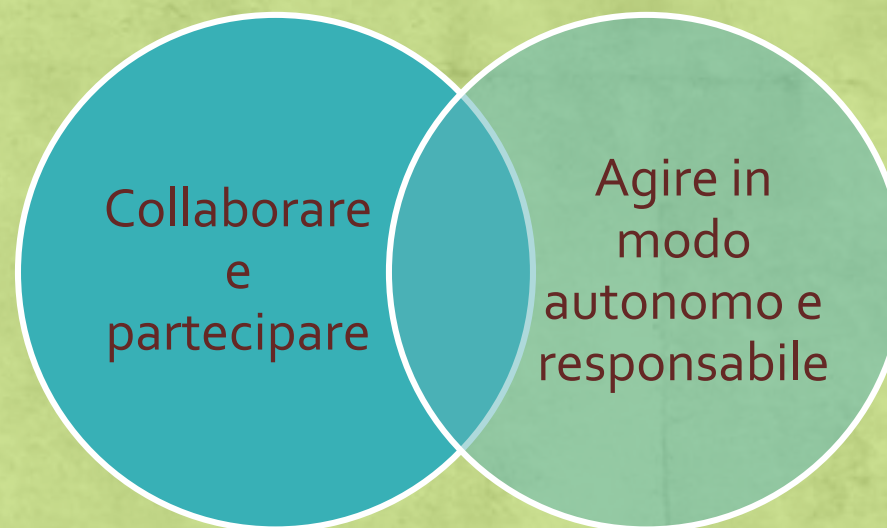 Collaborare
e
partecipare
Agire in
modo
autonomo e
responsabile